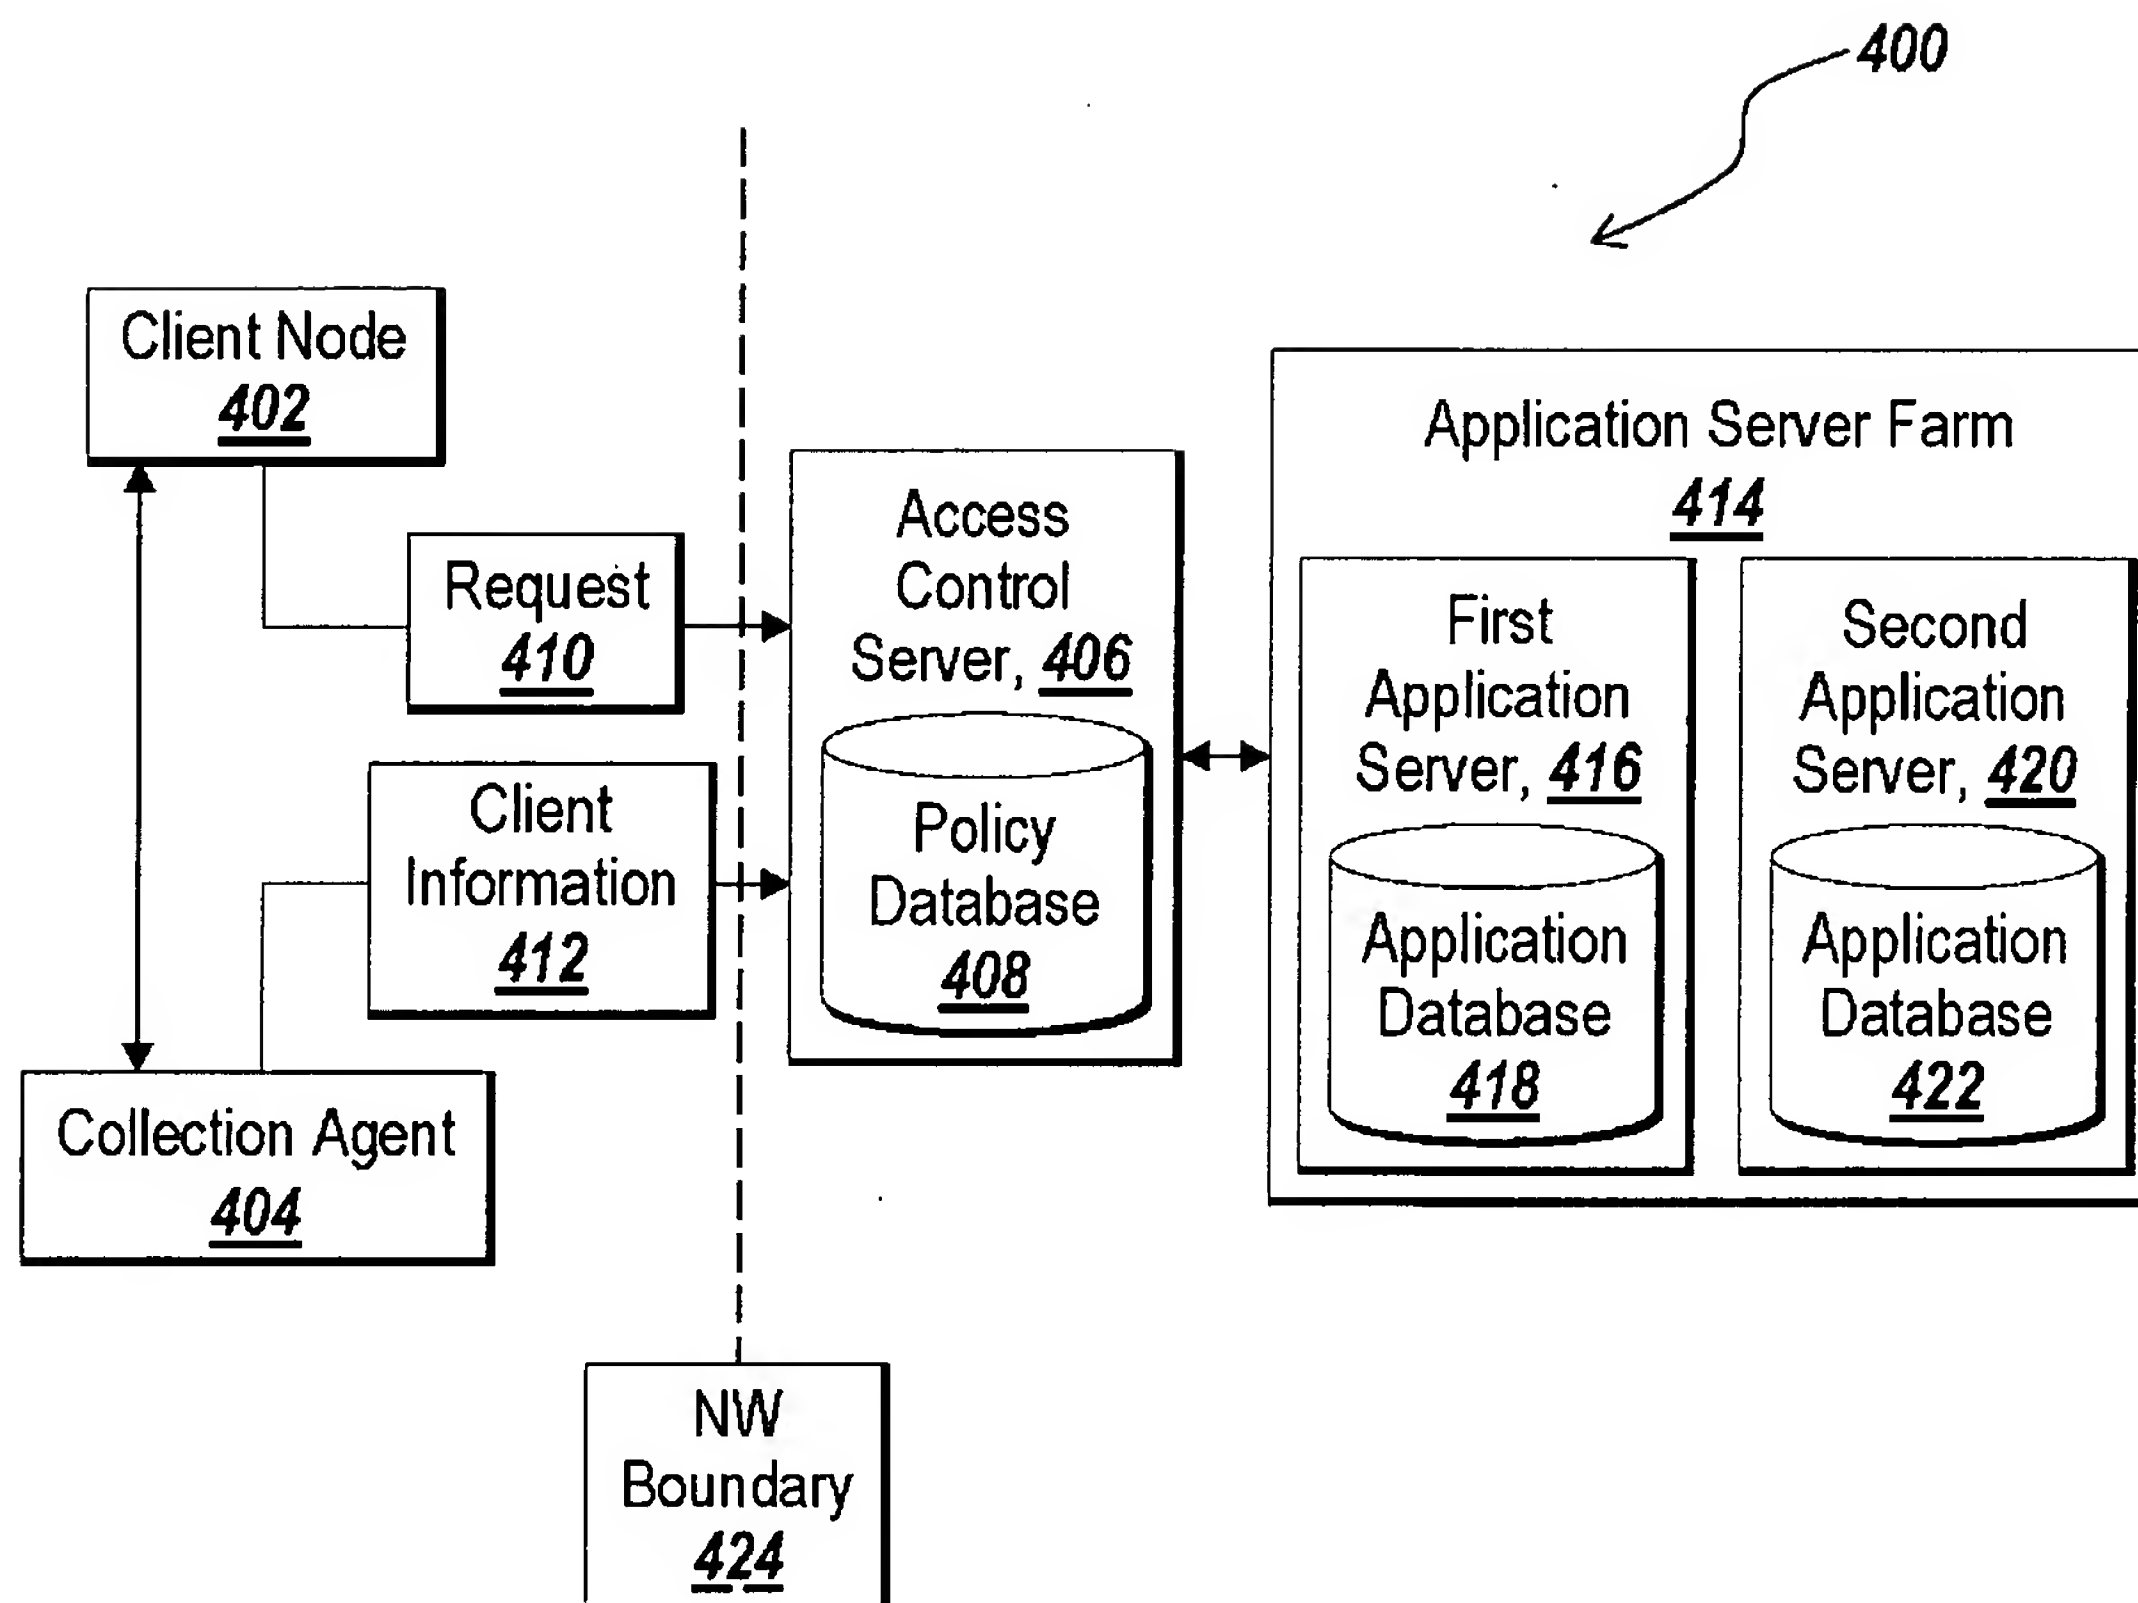 400
Client Node
402
Request
410
Client
Information
412
Collection Agent
404
NW
Boundary
424
Access
Control
Server, 406
Policy
Database
408
Application Server Farm
414
First
Application
Server, 416
Application
Database
418
Second
Application
Server, 420
Application
Database
422